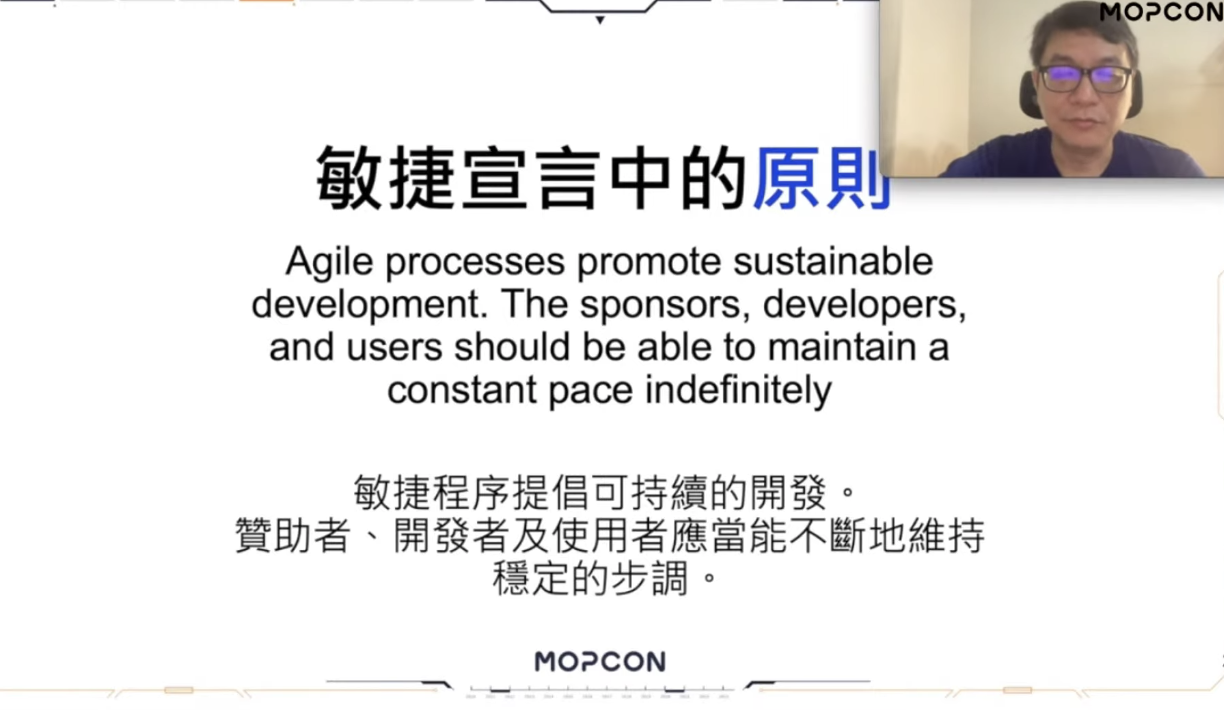 MOPCON
敏捷宣言中的原則
Agile processes promote sustainable
development. The sponsors, developers,
and users should be able to maintain a
constant pace indefinitely
敏捷程序提倡可持續的開發。
贊助者、開發者及使用者應當能不斷地維持
穩定的步調。
MOPCON